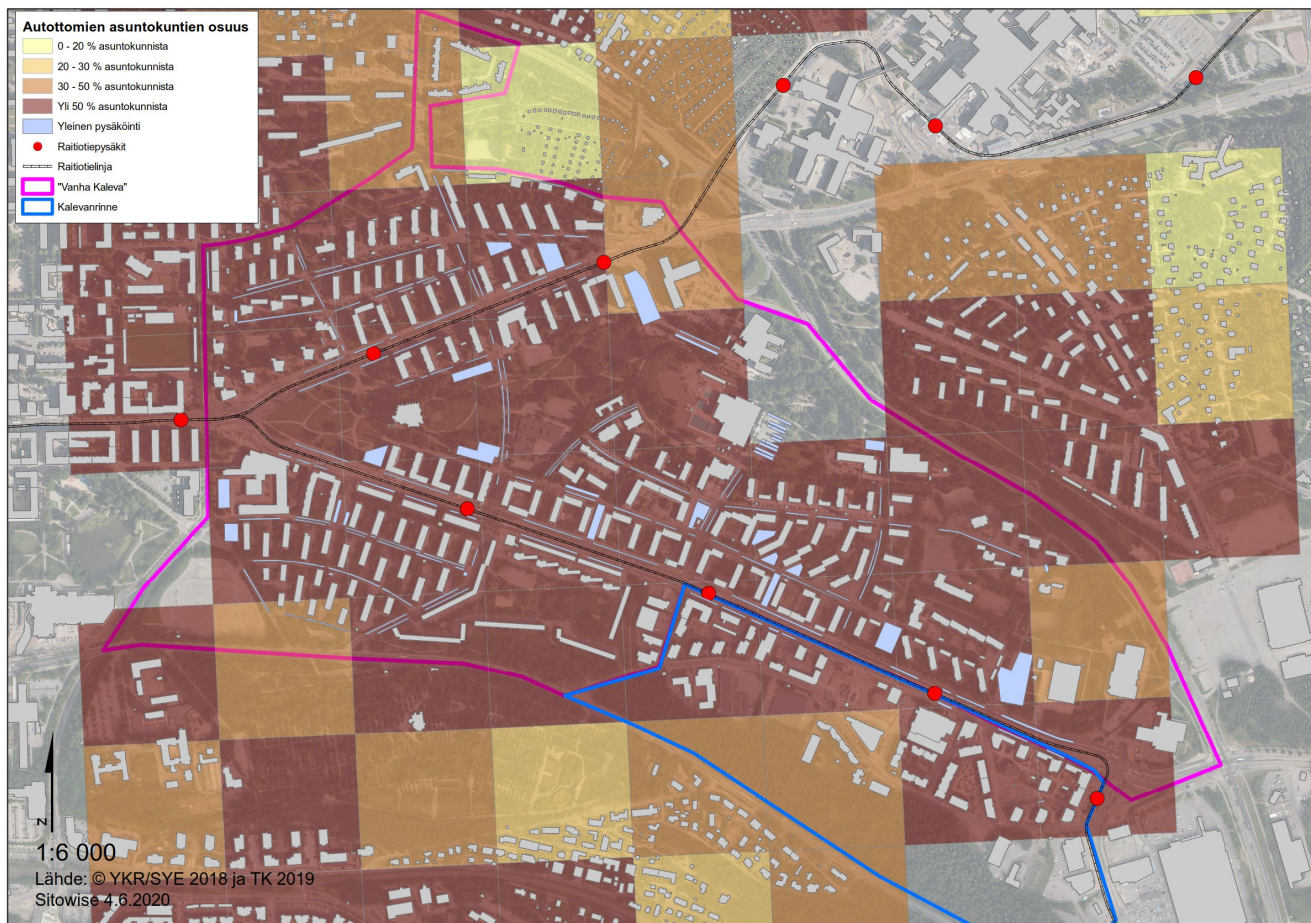 Autottomien asuntokuntien osuus
0 - 20 % asuntokunnista
20 - 30 % asuntokunnista
30 - 50 % asuntokunnista
Yli 50 % asuntokunnista
Yleinen pysäköinti
Raitiotiepysäkit
Raitiotielinja
"Vanha Kaleva"
Kalevanrinne
N
1:6 000
Lähde: © YKR/SYE 2018 ja TK 2019
Sitowise 4.6.2020